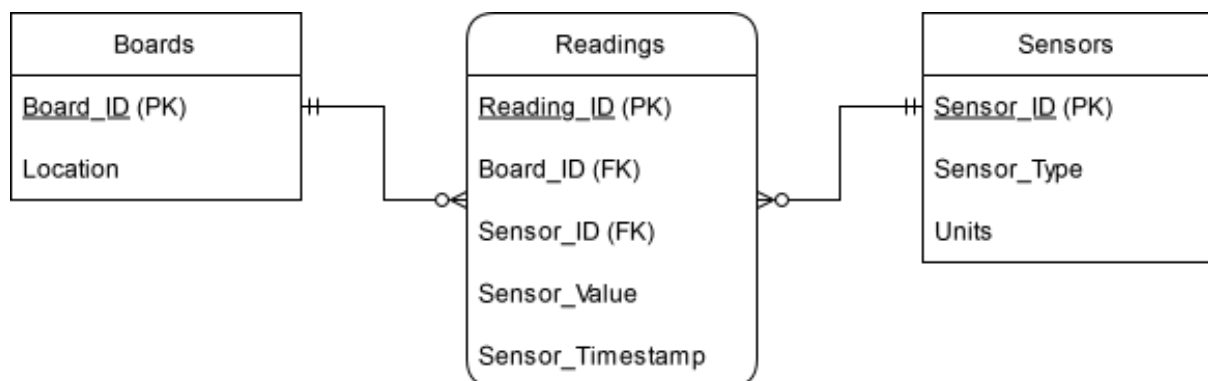 Boards
Board_ID (PK)
Location
Readings
Reading_ID (PK)
Board_ID (FK)
Sensor_ID (FK)
Sensor_Value
Sensor_Timestamp
Sensors
Sensor_ID (PK)
Sensor_Type
Units